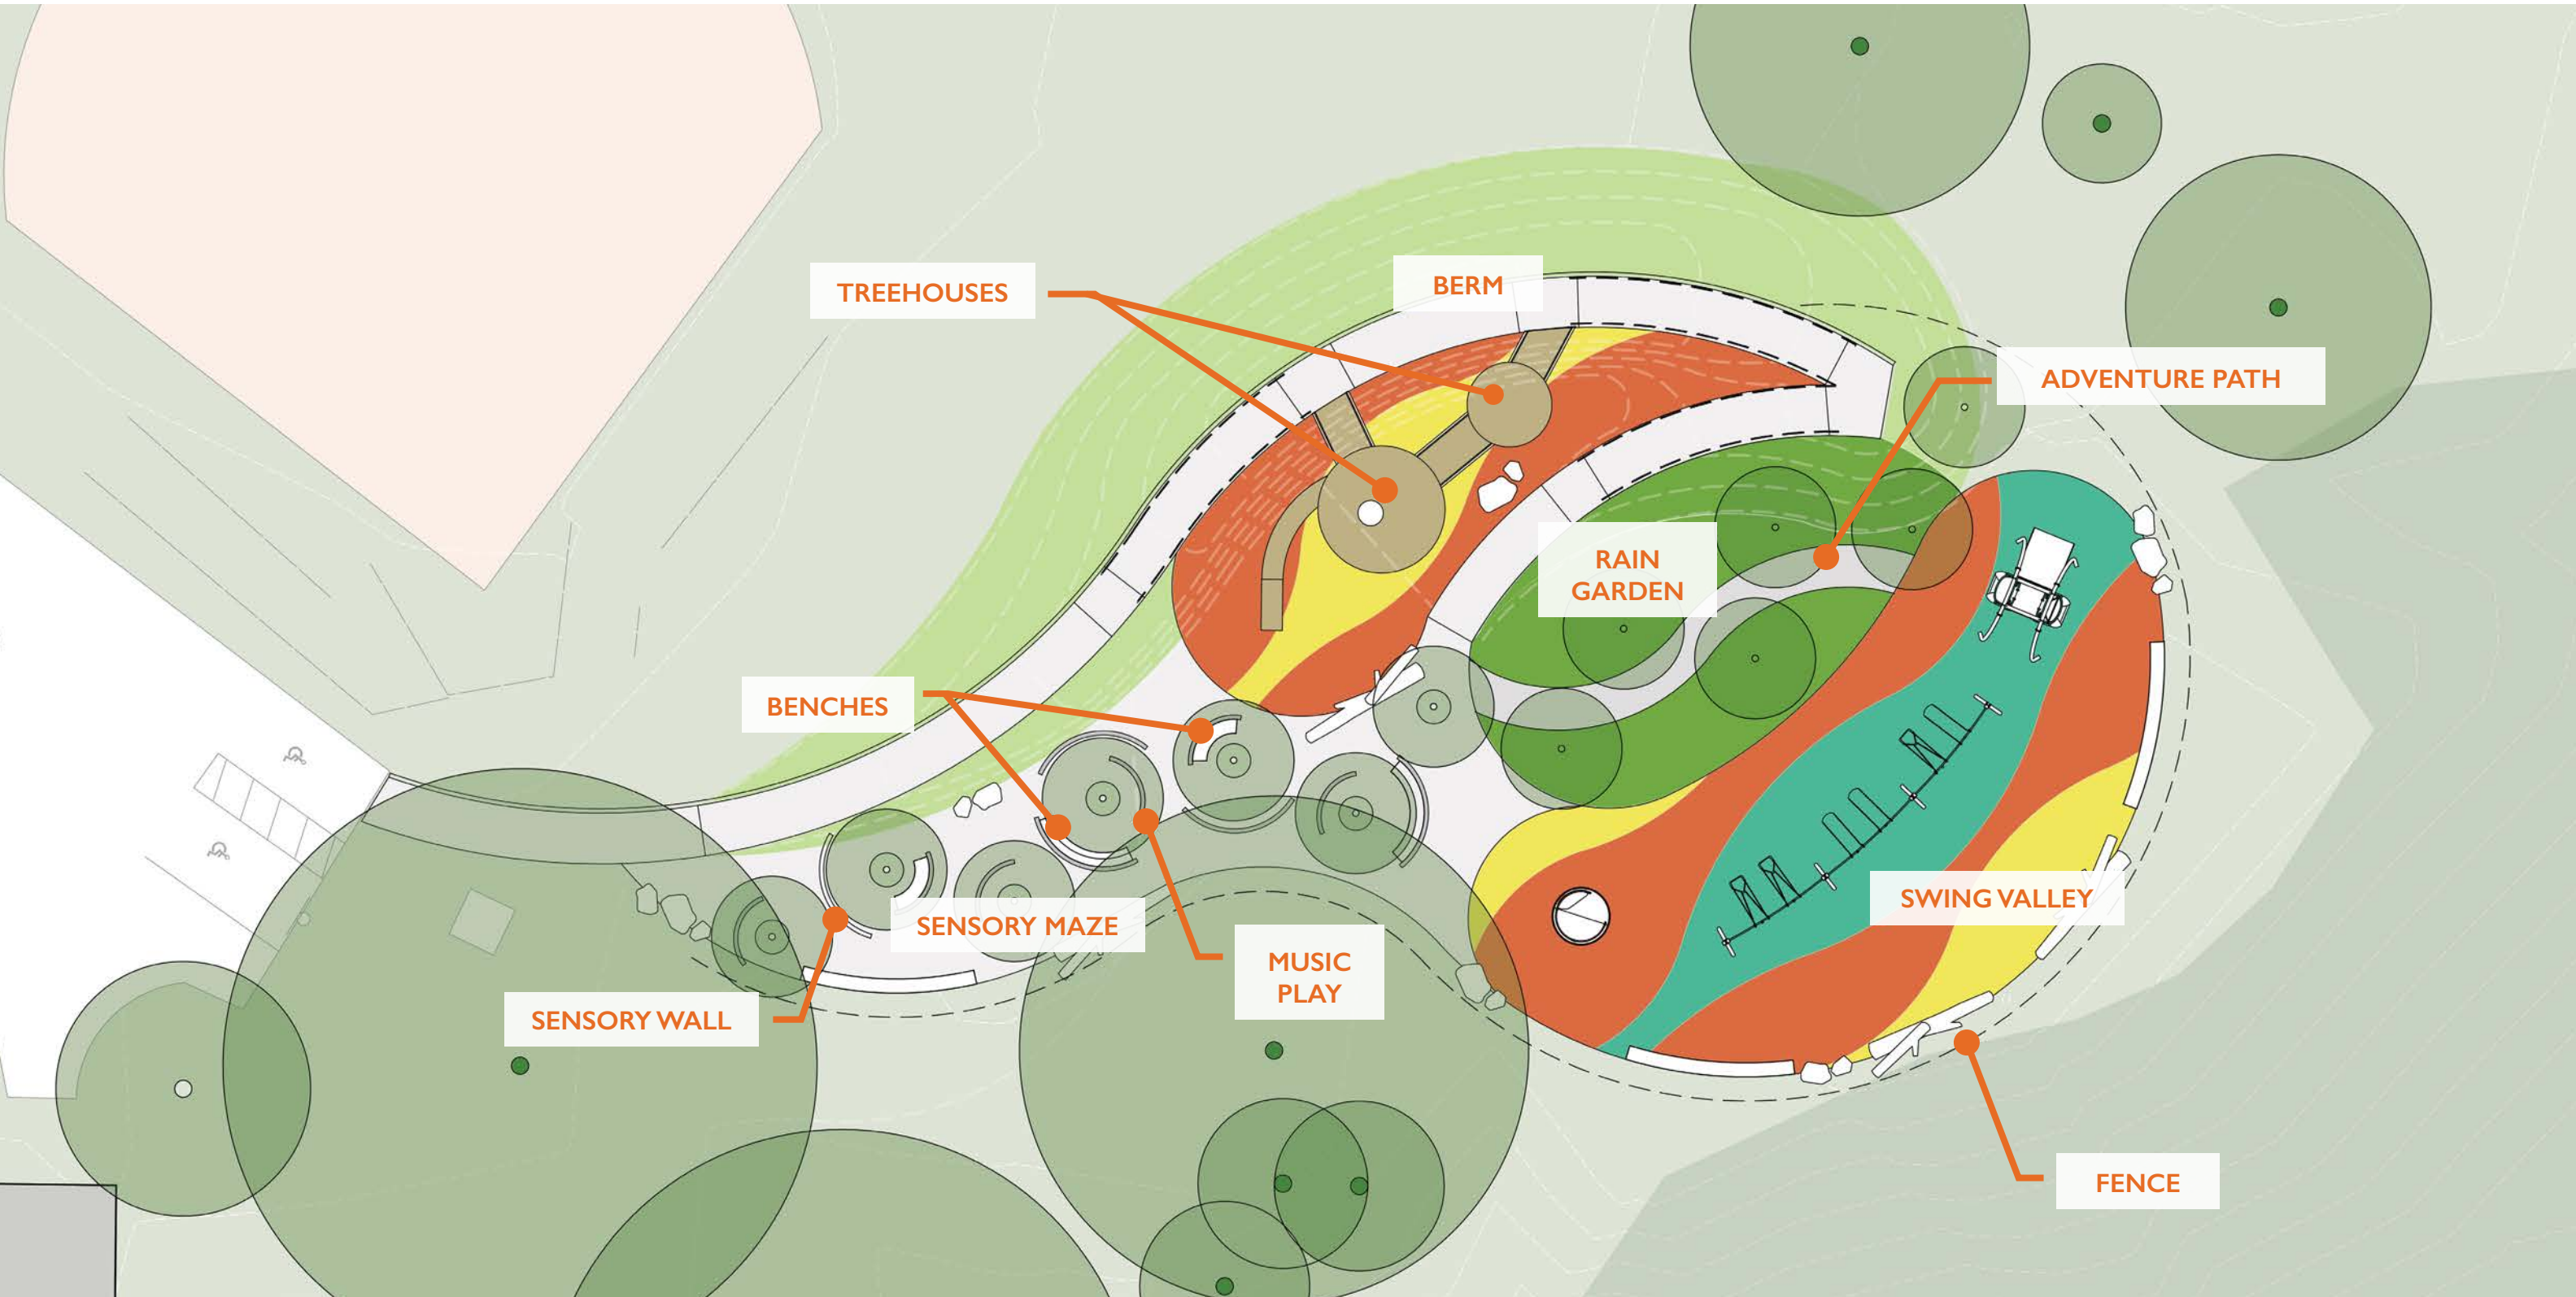 TREEHOUSES
BERM
ADVENTURE PATH
RAIN
GARDEN
BENCHES
SWING VALLEY
SENSORY MAZE
MUSIC
PLAY
SENSORY WALL
FENCE